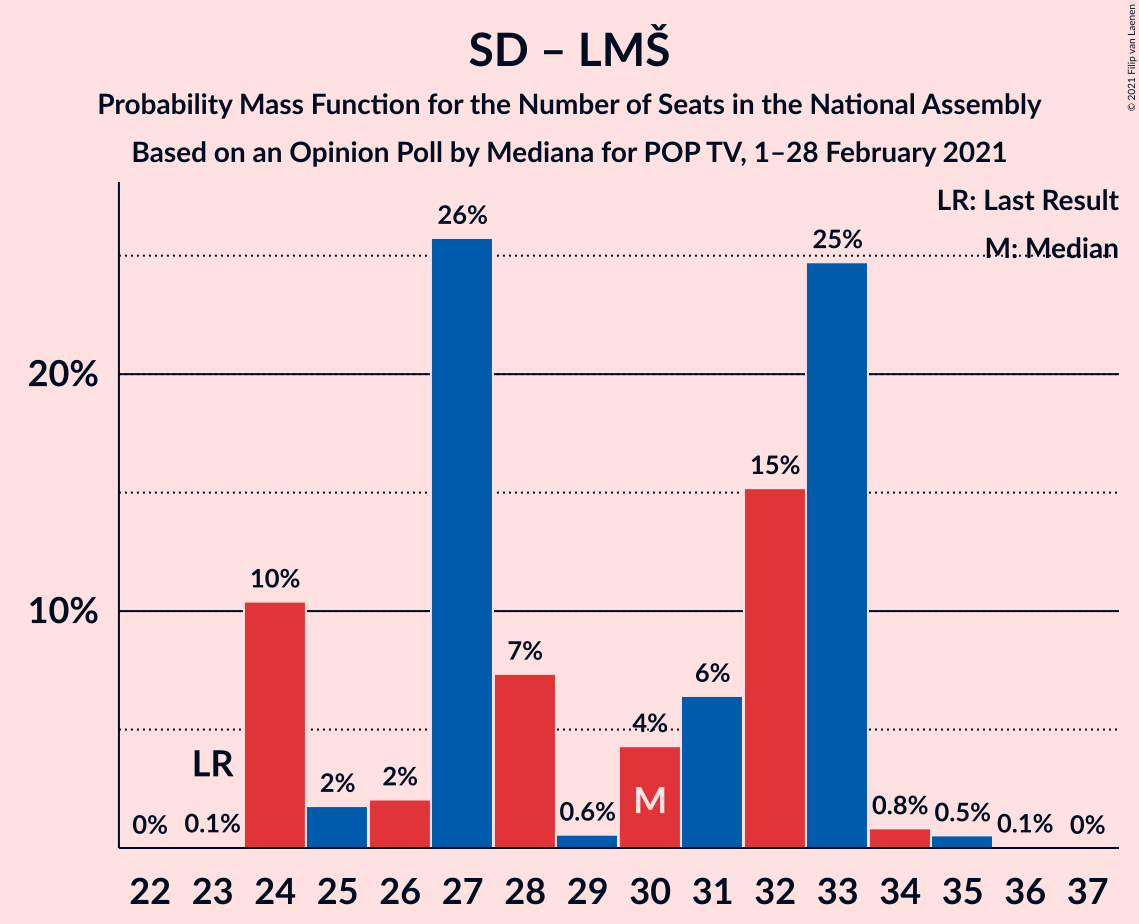 SD – LMŠ
Probability Mass Function for the Number of Seats in the National Assembly
Based on an Opinion Poll by Mediana for POP TV, 1–28 February 2021
© 2021 Filip van Laenen
LR: Last Result
M: Median
20%
10%
0%
0.1%
10%
2%
2%
26%
7%
0.6%
4%
6%
15%
25%
0.8%
0.5%
0.1%
0%
LR
M
22 23 24 25 26 27 28 29 30 31 32 33 34 35 36 37